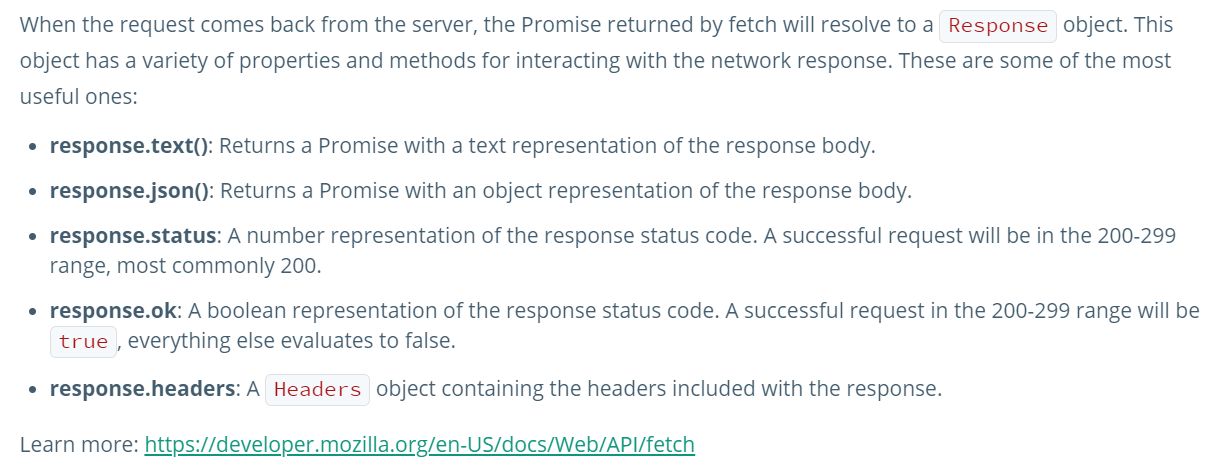 When the request comes back from the server, the Promise returned by fetch will resolve to a Response object. This
object has a variety of properties and methods for interacting with the network response. These are some of the most
useful ones:
• response.text(): Returns a Promise with a text representation of the response body.
• response.json(): Returns a Promise with an object representation of the response body.
• response.status: A number representation of the response status code. A successful request will be in the 200-299
range, most commonly 200.
• response.ok: A boolean representation of the response status code. A successful request in the 200-299 range will be
true, everything else evaluates to false.
• response.headers: A Headers object containing the headers included with the response.
Learn more: https://developer.mozilla.org/en-US/docs/Web/API/fetch